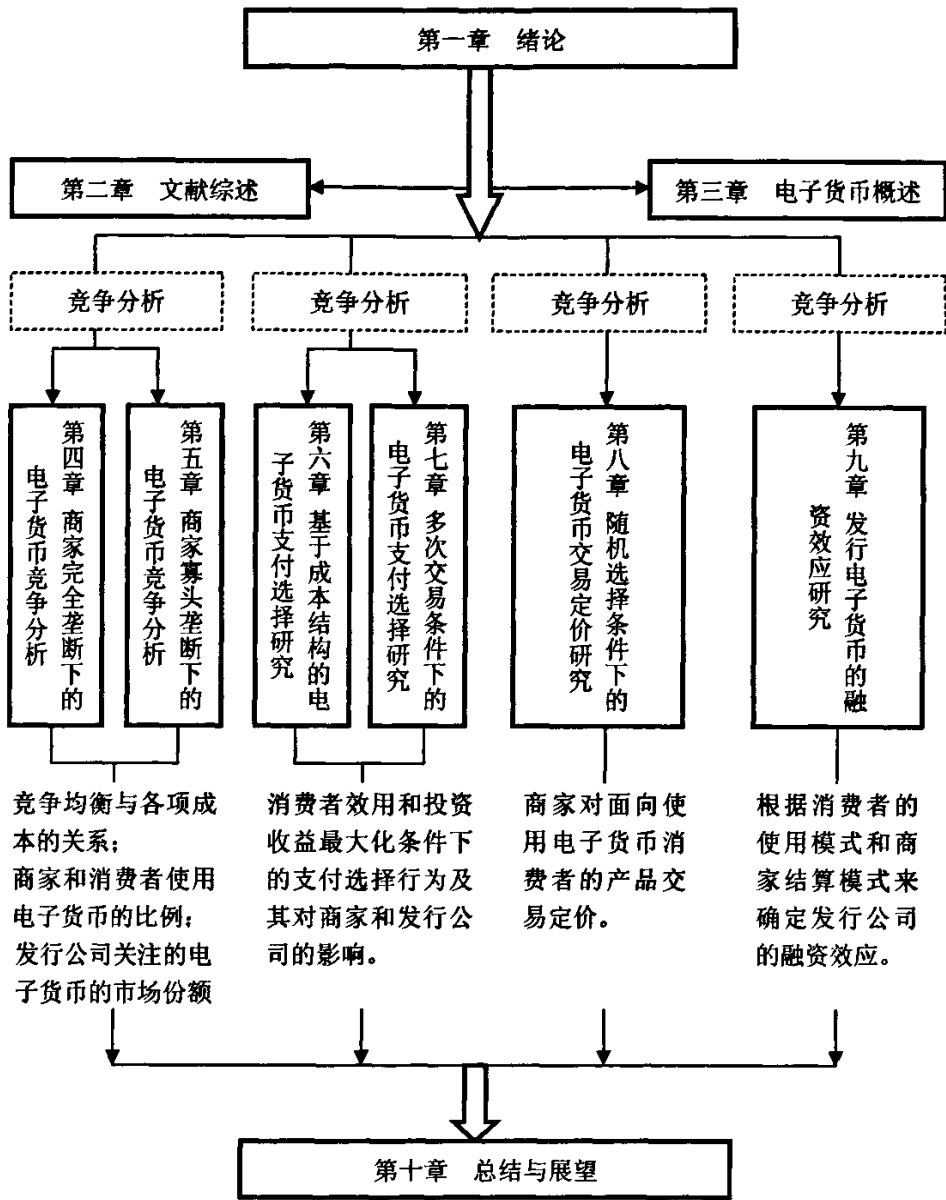 第一章 绪论
第二章 文献综述
第三章 电子货币概述
竞争分析
竞争分析
竞争分析
竞争分析
第四章 商家完全垄断下的
电子货币竞争分析
第五章 商家寡头垄断下的
电子货币竞争分析
第六章 基于成本结构的电
子货币支付选择研究
第七章 多次交易条件下的
电子货币支付选择研究
第八章 随机选择条件下的
电子货币交易定价研究
第九章 发行电子货币的融
资效应研究
竞争均衡与各项成
本的关系;
商家和消费者使用
电子货币的比例;
发行公司关注的电
子货币的市场份额
消费者效用和投资
收益最大化条件下
的支付选择行为及
其对商家和发行公
司的影响。
商家对面向使
用电子货币消
费者的产品交
易定价。
根据消费者的
使用模式和商
家结算模式来
确定发行公司
的融资效应。
第十章 总结与展望